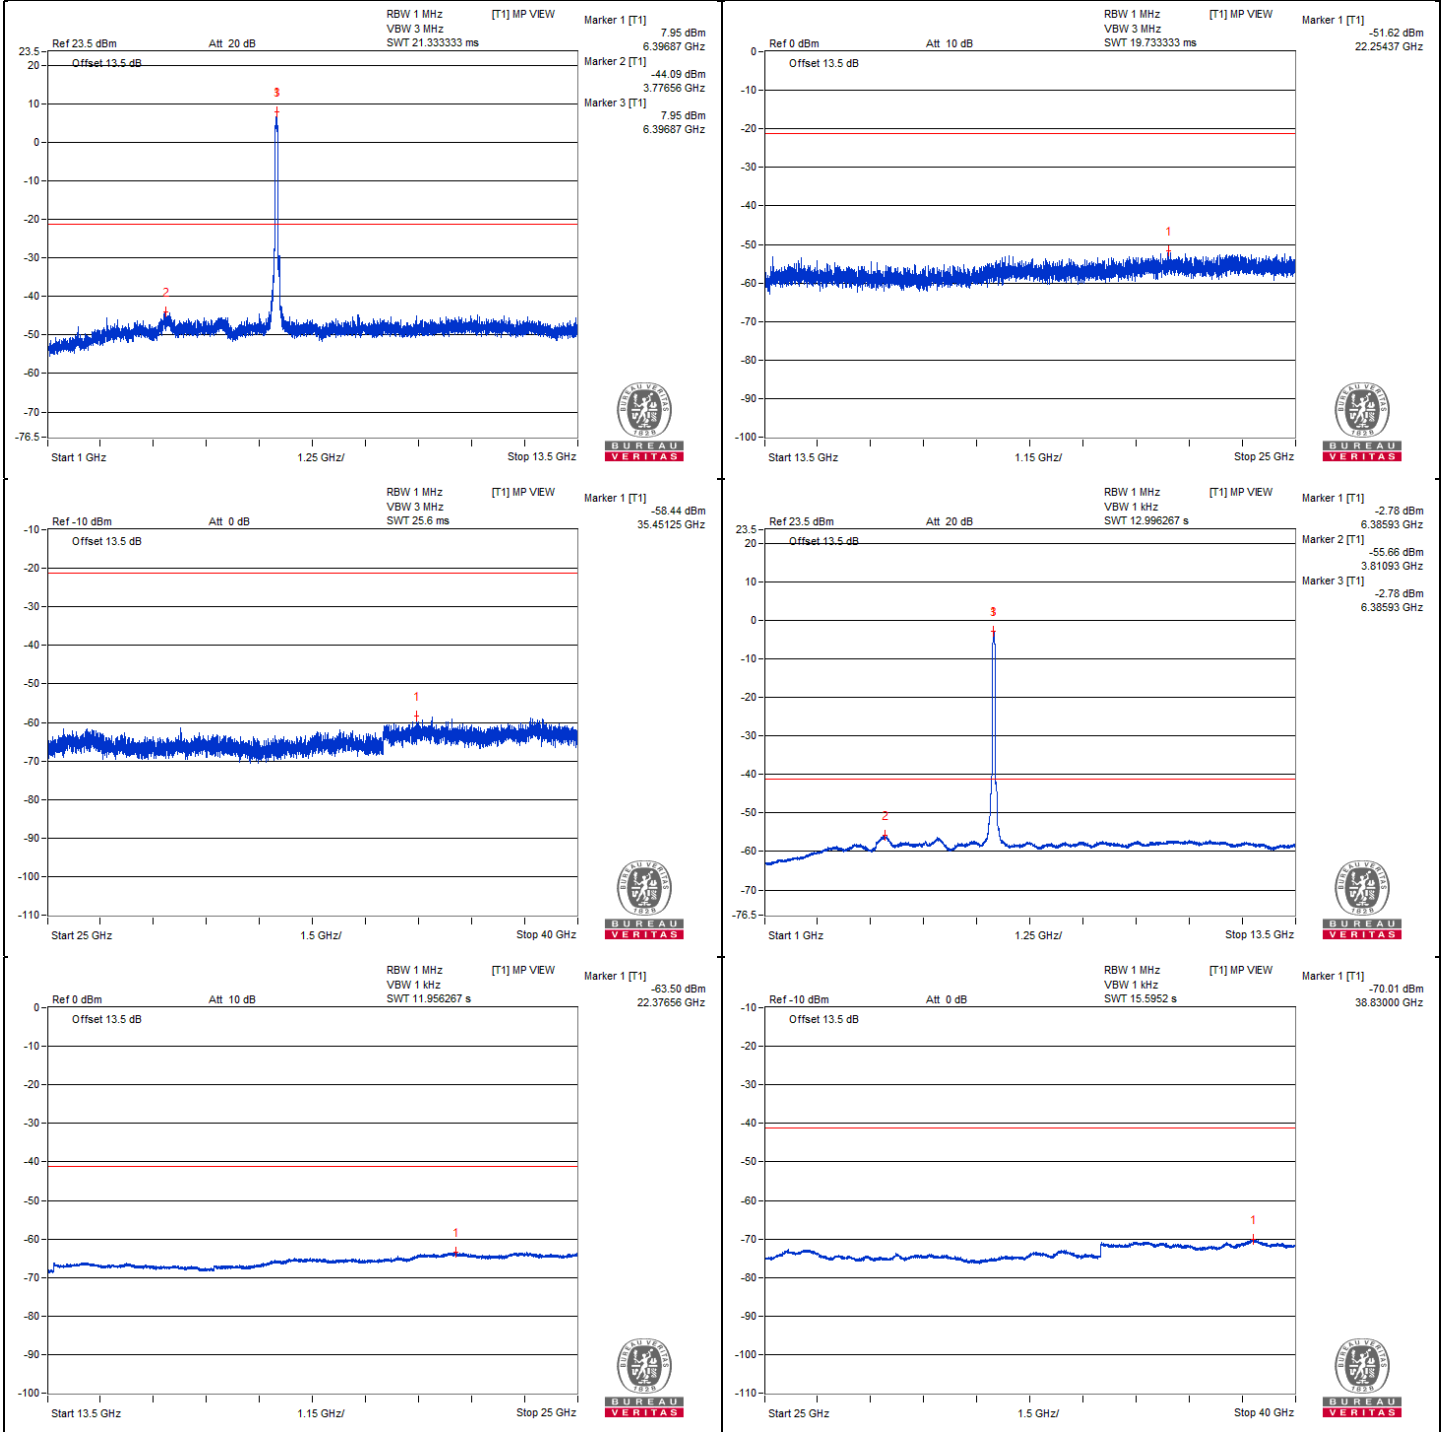 RBW 1 MHz [T1] MP VIEW
VBW 3 MHz
Ref 23.5 dBm Att 20 dB SWT 21.333333 ms
Offset 13.5 dB
Marker 1 [T1]
7.95 dBm
6.39687 GHz
Marker 2 [T1]
-44.09 dBm
3.77656 GHz
Marker 3 [T1]
7.95 dBm
6.39687 GHz
23.5
20
10
0
-10
-20
-30
-40
-50
-60
-70
-76.5
2
Start 1 GHz 1.25 GHz/ Stop 13.5 GHz
BUREAU VERITAS
1828
BUREAU
VERITAS
RBW 1 MHz [T1] MP VIEW
VBW 3 MHz
Ref 0 dBm Att 10 dB SWT 19.733333 ms
Offset 13.5 dB
Marker 1 [T1]
-51.62 dBm
22.25437 GHz
0
-10
-20
-30
-40
-50
-60
-70
-80
-90
-100
1
Start 13.5 GHz 1.15 GHz/ Stop 25 GHz
BUREAU VERITAS
1828
BUREAU
VERITAS
RBW 1 MHz [T1] MP VIEW
VBW 3 MHz
Ref -10 dBm Att 0 dB SWT 25.6 ms
Offset 13.5 dB
Marker 1 [T1]
-58.44 dBm
35.45125 GHz
-10
-20
-30
-40
-50
-60
-70
-80
-90
-100
-110
1
Start 25 GHz 1.5 GHz/ Stop 40 GHz
BUREAU VERITAS
1828
BUREAU
VERITAS
RBW 1 MHz [T1] MP VIEW
VBW 1 kHz
Ref 23.5 dBm Att 20 dB SWT 12.996267 s
Offset 13.5 dB
Marker 1 [T1]
-2.78 dBm
6.38593 GHz
Marker 2 [T1]
-55.66 dBm
3.81093 GHz
Marker 3 [T1]
-2.78 dBm
6.38593 GHz
23.5
20
10
0
-10
-20
-30
-40
-50
-60
-70
-76.5
2
Start 1 GHz 1.25 GHz/ Stop 13.5 GHz
BUREAU VERITAS
1828
BUREAU
VERITAS
RBW 1 MHz [T1] MP VIEW
VBW 1 kHz
Ref 0 dBm Att 10 dB SWT 11.956267 s
Offset 13.5 dB
Marker 1 [T1]
-63.50 dBm
22.37656 GHz
0
-10
-20
-30
-40
-50
-60
-70
-80
-90
-100
1
Start 13.5 GHz 1.15 GHz/ Stop 25 GHz
BUREAU VERITAS
1828
BUREAU
VERITAS
RBW 1 MHz [T1] MP VIEW
VBW 1 kHz
Ref -10 dBm Att 0 dB SWT 15.5952 s
Offset 13.5 dB
Marker 1 [T1]
-70.01 dBm
38.83000 GHz
-10
-20
-30
-40
-50
-60
-70
-80
-90
-100
-110
1
Start 25 GHz 1.5 GHz/ Stop 40 GHz
BUREAU VERITAS
1828
BUREAU
VERITAS